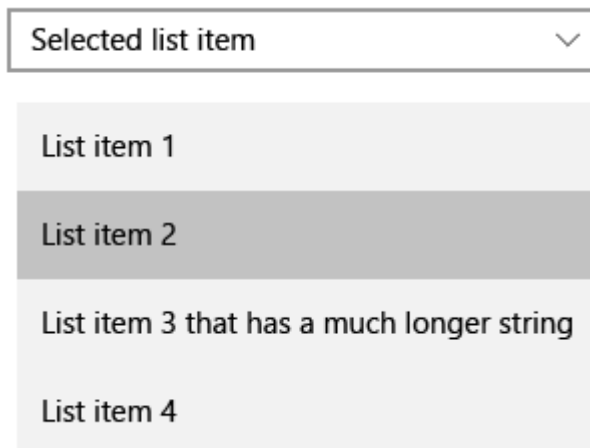 Selected list item
List item 1
List item 2
List item 3 that has a much longer string
List item 4